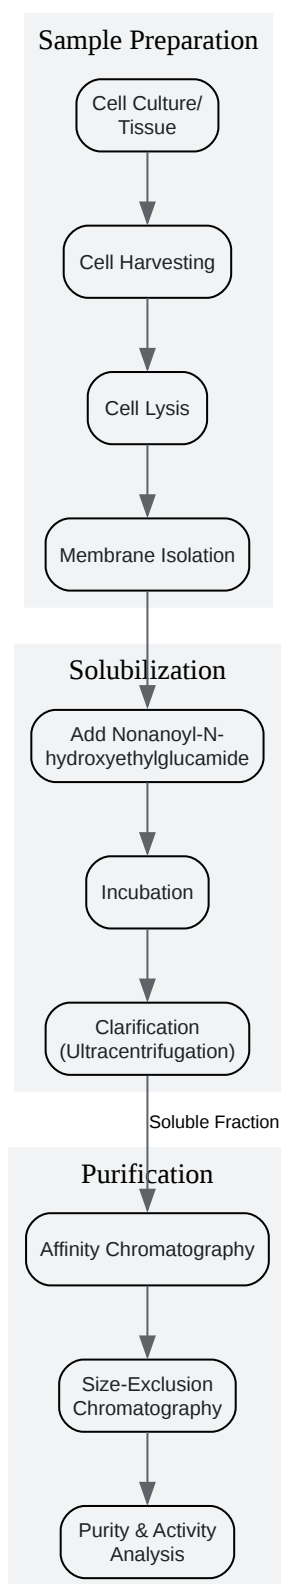 Sample Preparation
Cell Culture/
Tissue
Cell Harvesting
Cell Lysis
Membrane Isolation
Solubilization
Add Nonanoyl-N-
hydroxyethylglucamide
Incubation
Clarification
(Ultracentrifugation)
Soluble Fraction
Purification
Affinity Chromatography
Size-Exclusion
Chromatography
Purity & Activity
Analysis